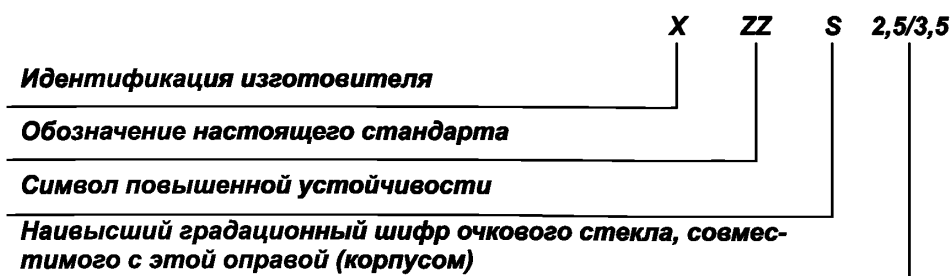 X ZZ S 2,5/3,5
Идентификация изготовителя
Обозначение настоящего стандарта
Символ повышенной устойчивости
Наивысший градационный шифр очкового стекла, совмес-
тимого с этой оправой (корпусом)